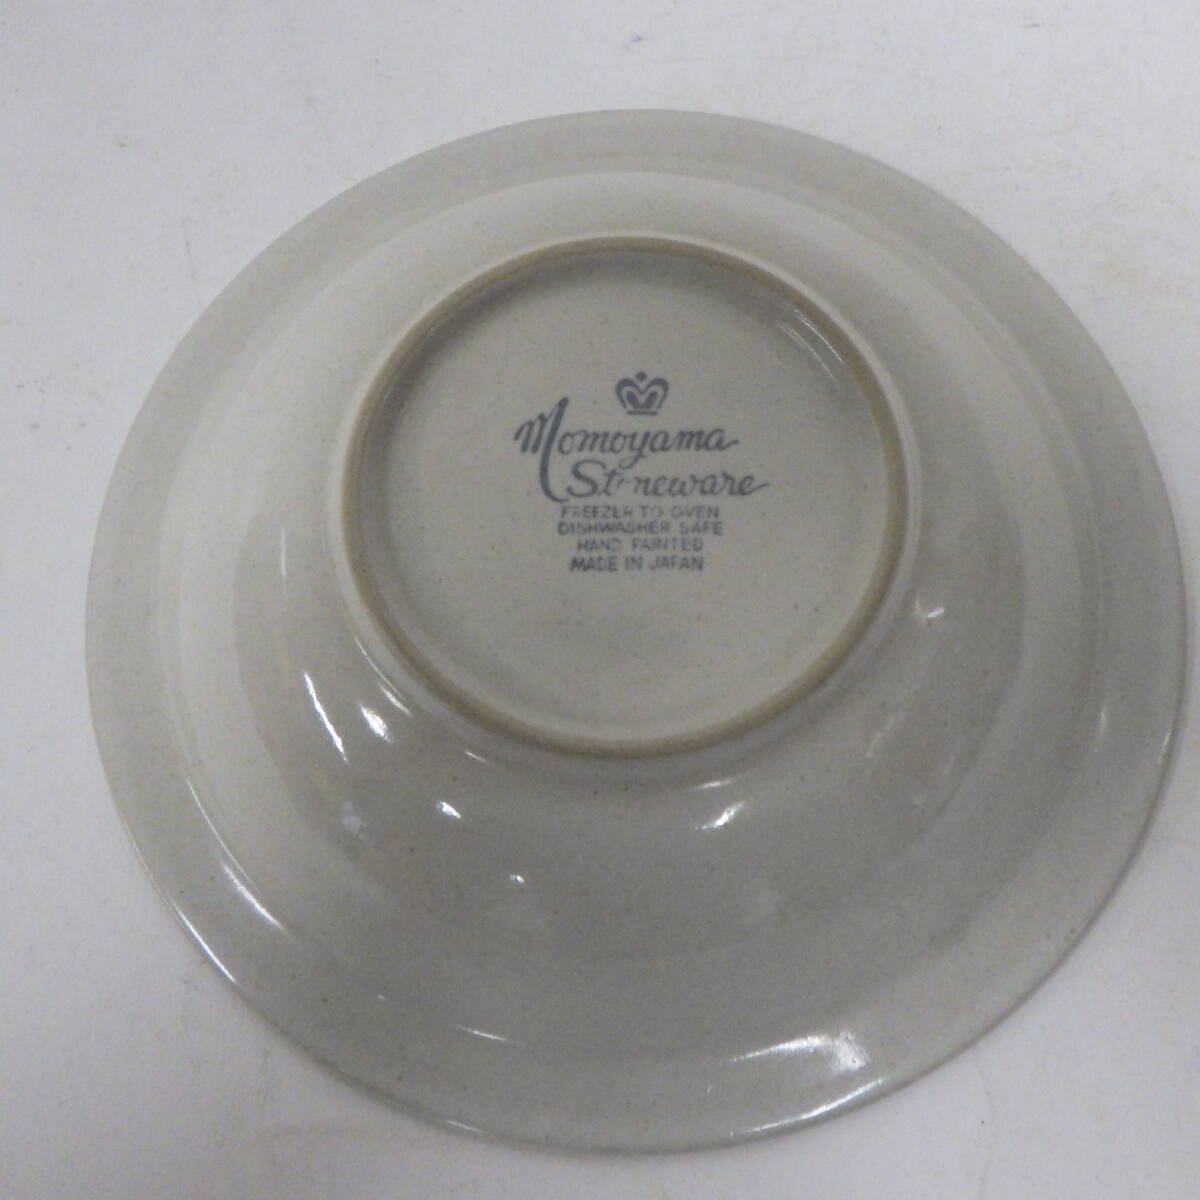 Momoyama
Stoneware
FREEZER TO OVEN
DISHWASHER SAFE
HAND PAINTED
MADE IN JAPAN